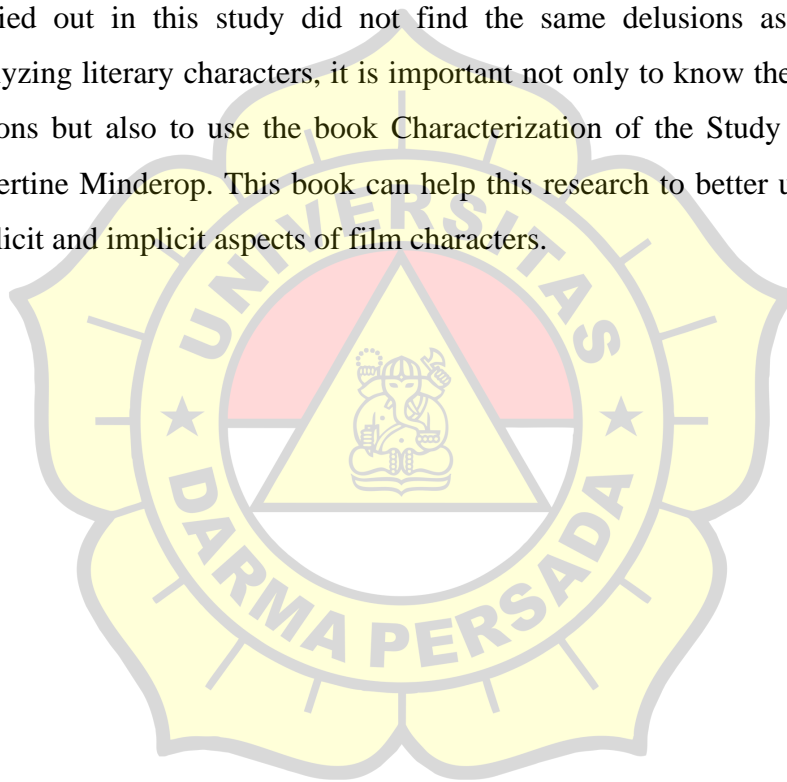 ied out in this study did not find the same delusions as
lyzing literary characters, it is important not only to know the
ons but also to use the book Characterization of the Study
ertine Minderop. This book can help this research to better u
licit and implicit aspects of film characters.
UNIVERSITAS
DARMA PERSADA